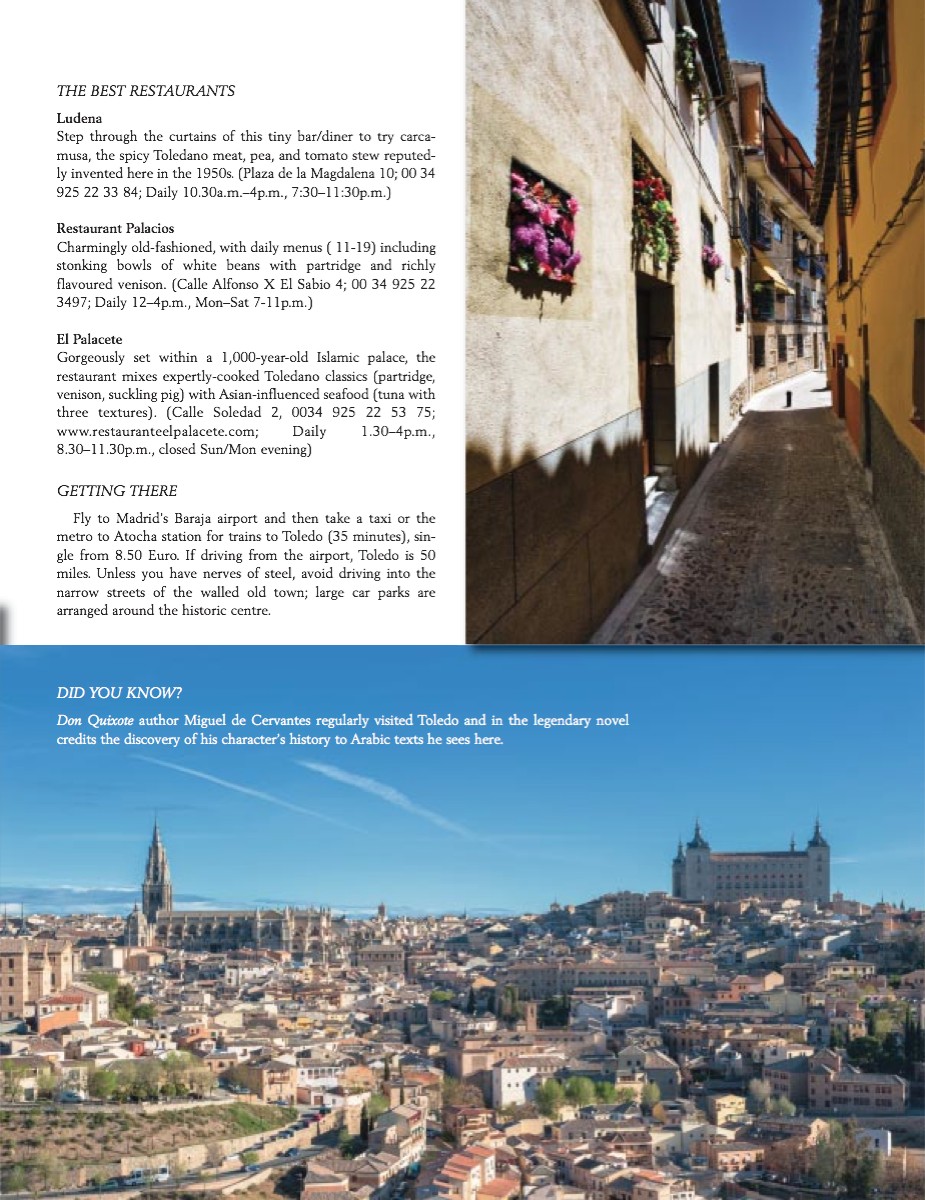 THE BEST RESTAURANTS
Ludena
Step through the curtains of this tiny bar/diner to try carca-
musa, the spicy Toledano meat, pea, and tomato stew reputed-
ly invented here in the 1950s. (Plaza de la Magdalena 10; 00 34
925 22 33 84; Daily 10.30a.m.–4p.m., 7:30–11:30p.m.)
Restaurant Palacios
Charmingly old-fashioned, with daily menus ( 11-19) including
stonking bowls of white beans with partridge and richly
flavoured venison. (Calle Alfonso X El Sabio 4; 00 34 925 22
3497; Daily 12–4p.m., Mon–Sat 7-11p.m.)
El Palacete
Gorgeously set within a 1,000-year-old Islamic palace, the
restaurant mixes expertly-cooked Toledano classics (partridge,
venison, suckling pig) with Asian-influenced seafood (tuna with
three textures). (Calle Soledad 2, 0034 925 22 53 75;
www.restauranteelpalacete.com; Daily 1.30–4p.m.,
8.30–11.30p.m., closed Sun/Mon evening)
GETTING THERE
Fly to Madrid's Baraja airport and then take a taxi or the
metro to Atocha station for trains to Toledo (35 minutes), sin-
gle from 8.50 Euro. If driving from the airport, Toledo is 50
miles. Unless you have nerves of steel, avoid driving into the
narrow streets of the walled old town; large car parks are
arranged around the historic centre.
DID YOU KNOW?
Don Quixote author Miguel de Cervantes regularly visited Toledo and in the legendary novel
credits the discovery of his character's history to Arabic texts he sees here.